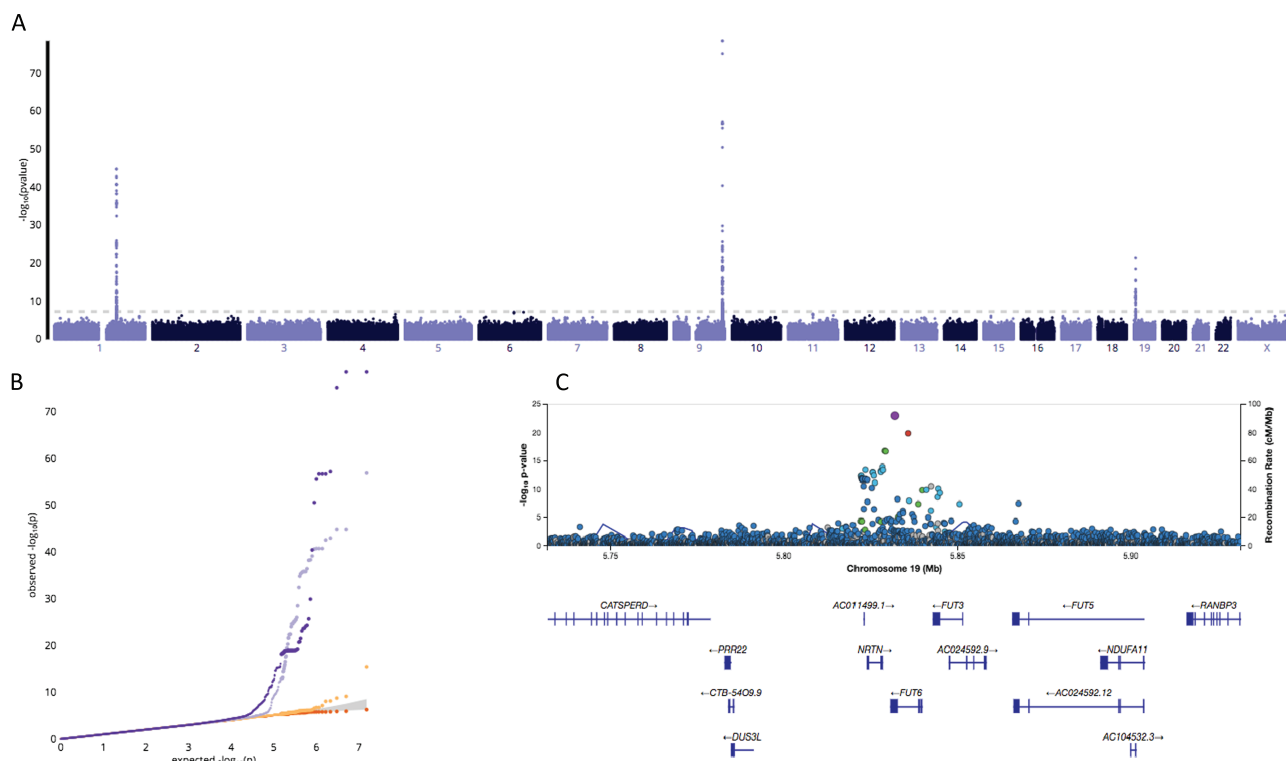 A
-log₁₀(pvalue)
70
60
50
40
30
20
10
0
1 2 3 4 5 6 7 8 9 10 11 12 13 14 15 16 17 18 19 20 21 22 X
B
observed -log₁₀(p)
70
60
50
40
30
20
10
0
0 1 2 3 4 5 6 7
C
-log₁₀ p-value
25
20
15
10
5
0
Recombination Rate (cM/Mb)
100
80
60
40
20
0
5.75 5.80 5.85 5.90
Chromosome 19 (Mb)
CATSPERD→ AC011499.1→ ←FUT3 ←FUT5 ←RANBP3
←PRR22 NRTN→ AC024592.9→ ←NDUFA11
←CTB-54O9.9 ←FUT6 ←AC024592.12
←DUS3L AC104532.3→